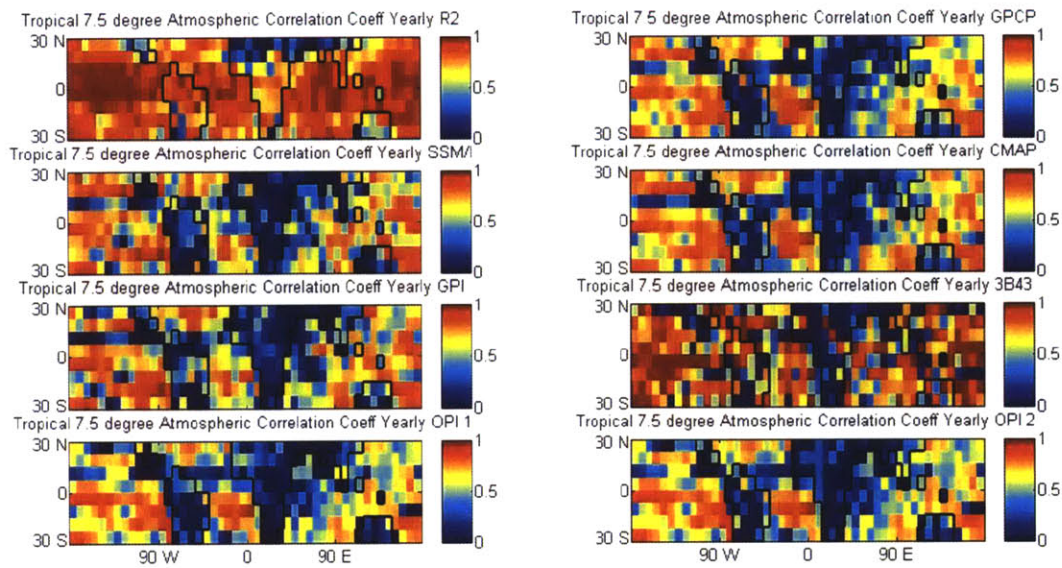 Tropical 7.5 degree Atmospheric Correlation Coeff Yearly R2
30 N
0
30 S
1
0.5
0
Tropical 7.5 degree Atmospheric Correlation Coeff Yearly SSM/I
30 N
0
30 S
1
0.5
0
Tropical 7.5 degree Atmospheric Correlation Coeff Yearly GPI
30 N
0
30 S
1
0.5
0
Tropical 7.5 degree Atmospheric Correlation Coeff Yearly OPI 1
30 N
0
30 S
1
0.5
0
90 W 0 90 E
Tropical 7.5 degree Atmospheric Correlation Coeff Yearly GPCP
30 N
0
30 S
1
0.5
0
Tropical 7.5 degree Atmospheric Correlation Coeff Yearly CMAP
30 N
0
30 S
1
0.5
0
Tropical 7.5 degree Atmospheric Correlation Coeff Yearly 3B43
30 N
0
30 S
1
0.5
0
Tropical 7.5 degree Atmospheric Correlation Coeff Yearly OPI 2
30 N
0
30 S
1
0.5
0
90 W 0 90 E